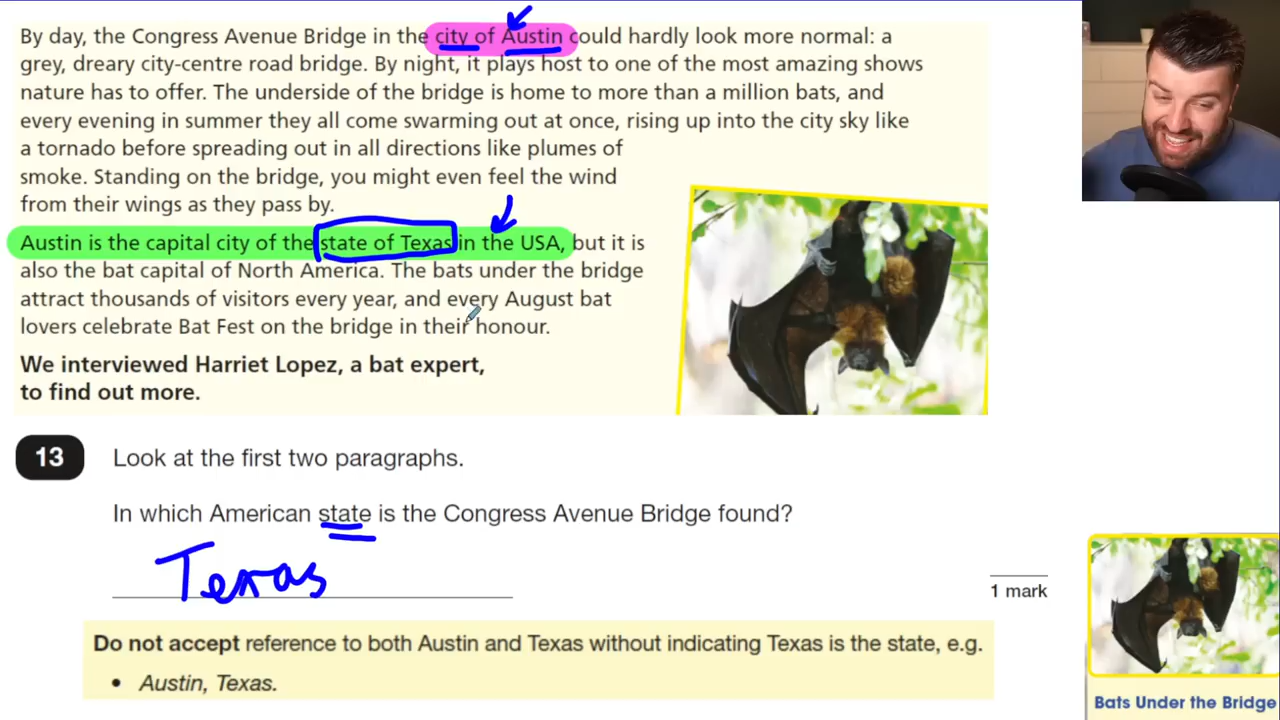 By day, the Congress Avenue Bridge in the city of Austin could hardly look more normal: a
grey, dreary city-centre road bridge. By night, it plays host to one of the most amazing shows
nature has to offer. The underside of the bridge is home to more than a million bats, and
every evening in summer they all come swarming out at once, rising up into the city sky like
a tornado before spreading out in all directions like plumes of
smoke. Standing on the bridge, you might even feel the wind
from their wings as they pass by.
Austin is the capital city of the state of Texas in the USA, but it is
also the bat capital of North America. The bats under the bridge
attract thousands of visitors every year, and every August bat
lovers celebrate Bat Fest on the bridge in their honour.
We interviewed Harriet Lopez, a bat expert,
to find out more.
13
Look at the first two paragraphs.
In which American state is the Congress Avenue Bridge found?
Texas
1 mark
Do not accept reference to both Austin and Texas without indicating Texas is the state, e.g.
• Austin, Texas.
Bats Under the Bridge